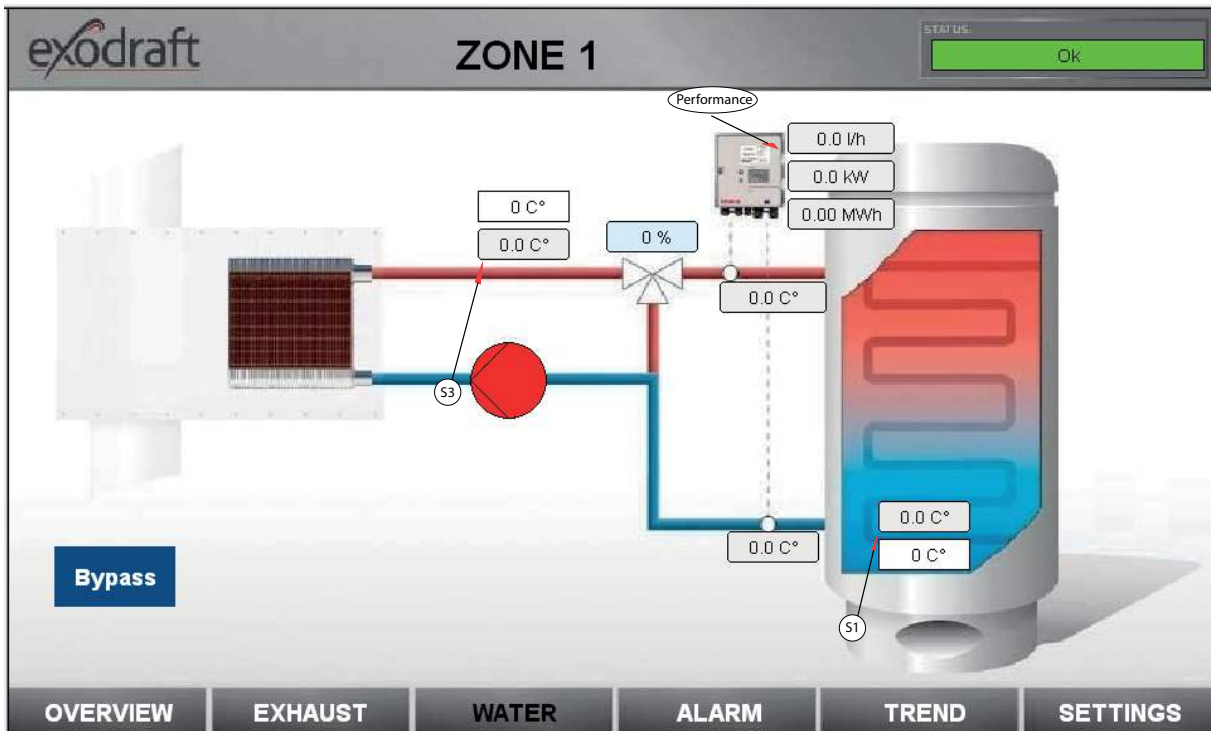 exodraft
ZONE 1
STATUS:
Ok
Performance
0.0 l/h
0.0 kW
0.00 MWh
0 C°
0.0 C°
0 %
0.0 C°
S3
0.0 C°
0.0 C°
0 C°
S1
Bypass
OVERVIEW
EXHAUST
WATER
ALARM
TREND
SETTINGS